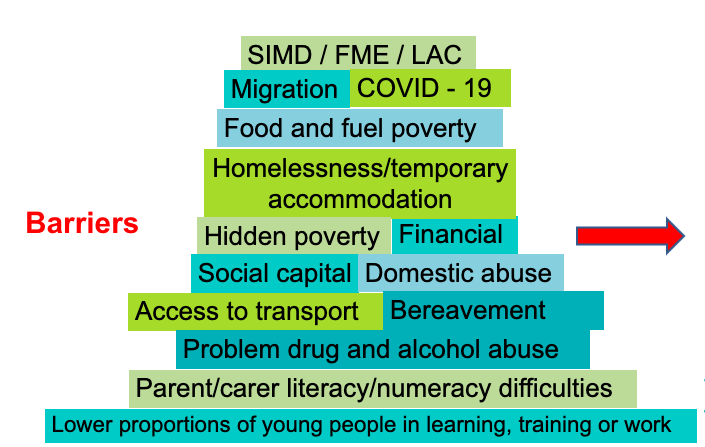 SIMD / FME / LAC
Migration
COVID - 19
Food and fuel poverty
Homelessness/temporary
accommodation
Barriers
Hidden poverty
Financial
Social capital
Domestic abuse
Access to transport
Bereavement
Problem drug and alcohol abuse
Parent/carer literacy/numeracy difficulties
Lower proportions of young people in learning, training or work